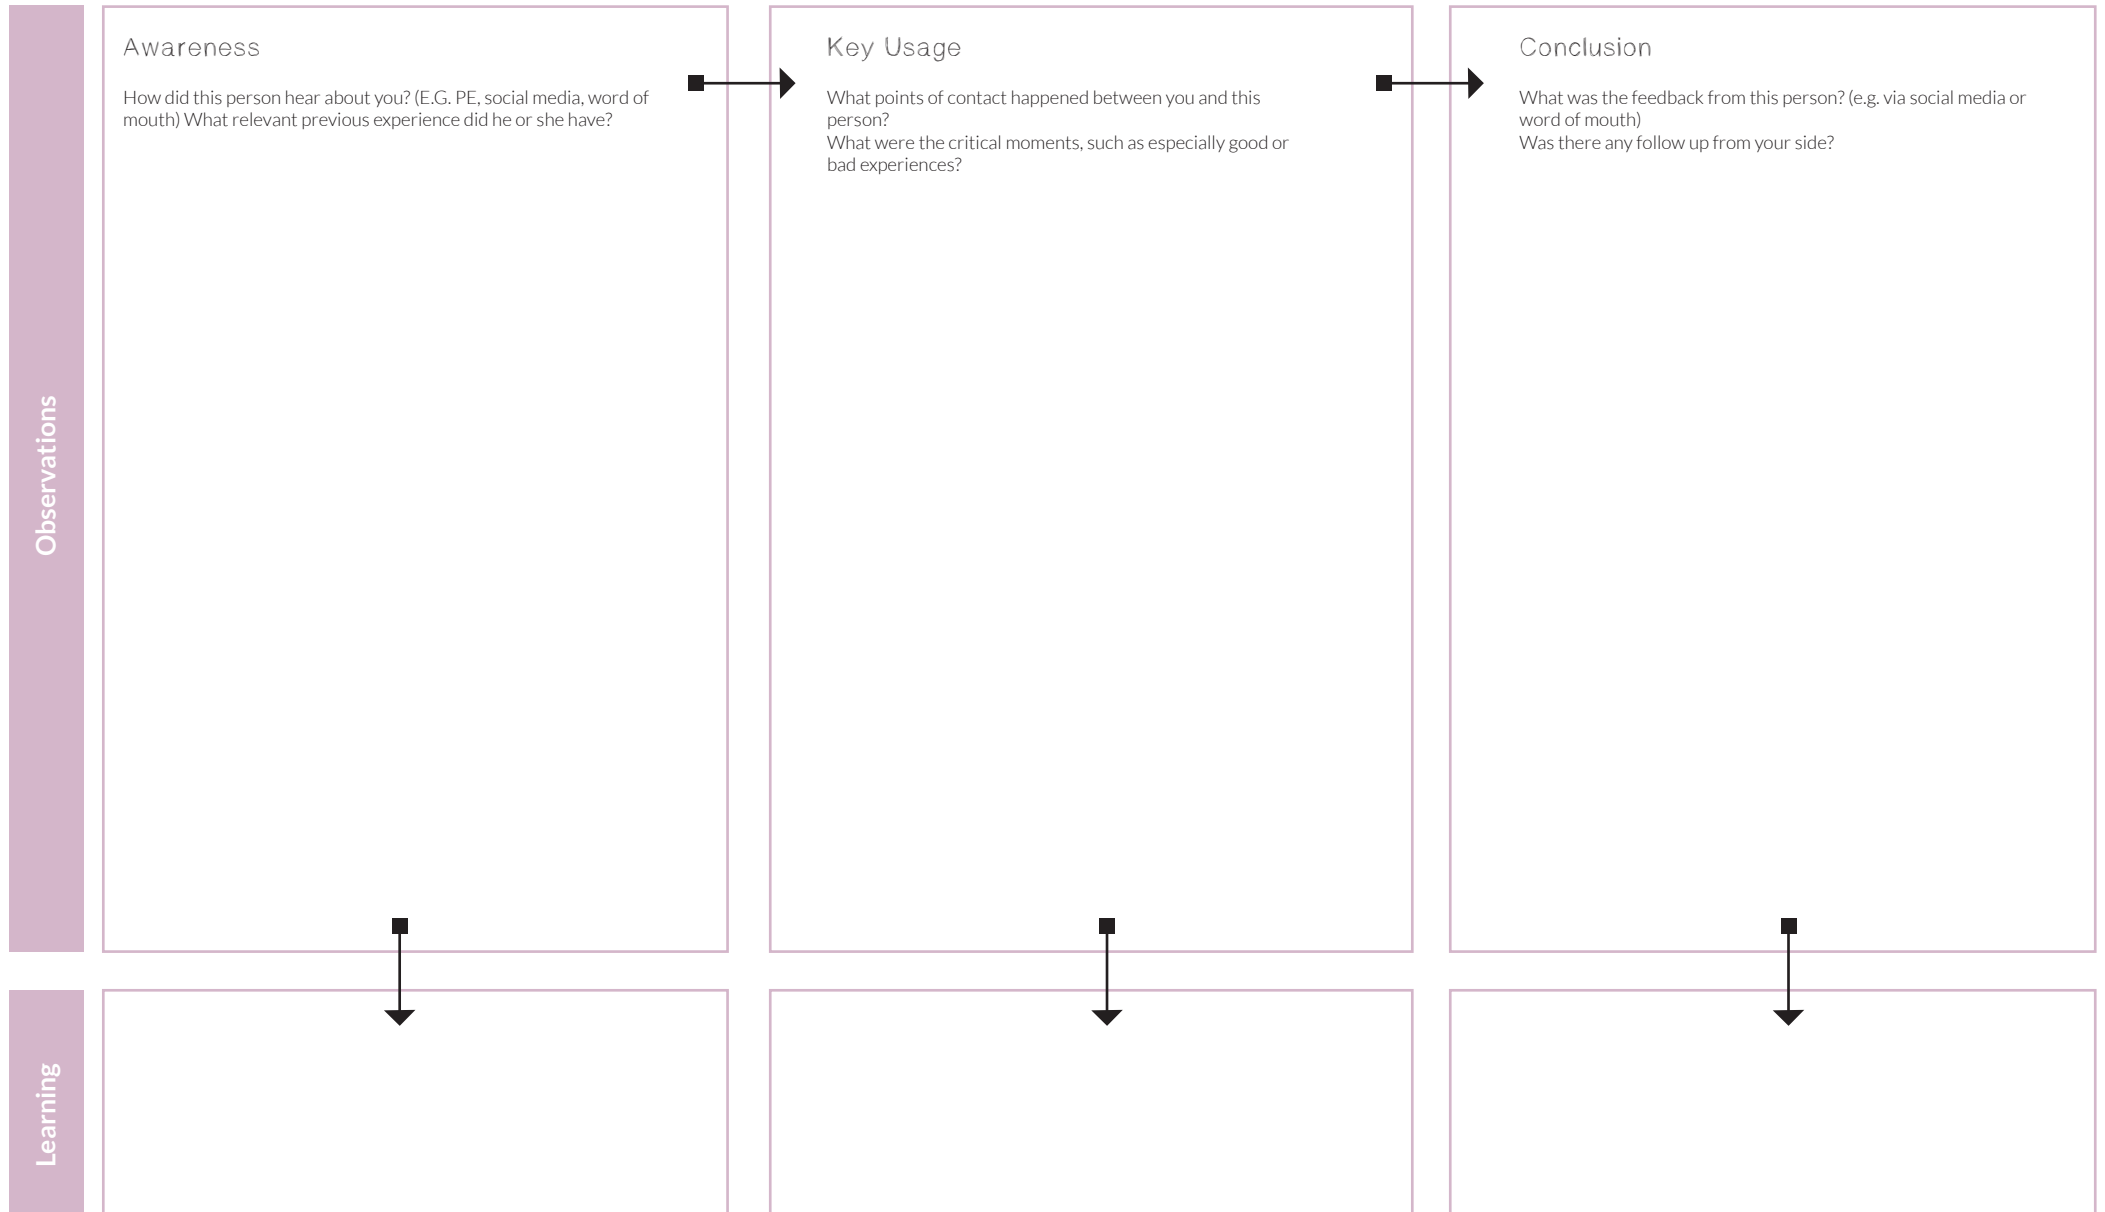 Observations
Awareness
How did this person hear about you? (E.G. PE, social media, word of
mouth) What relevant previous experience did he or she have?
Key Usage
What points of contact happened between you and this
person?
What were the critical moments, such as especially good or
bad experiences?
Conclusion
What was the feedback from this person? (e.g. via social media or
word of mouth)
Was there any follow up from your side?
Learning